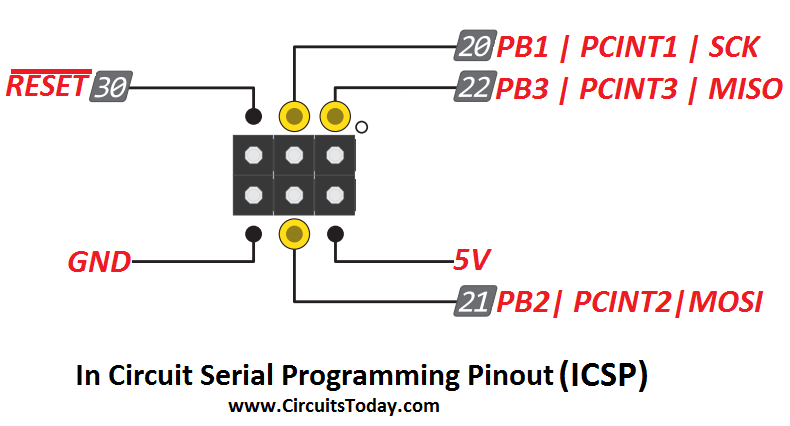 20 PB1 | PCINT1 | SCK
RESET 30
22 PB3 | PCINT3 | MISO
GND
5V
21 PB2| PCINT2|MOSI
In Circuit Serial Programming Pinout (ICSP)
www.CircuitsToday.com